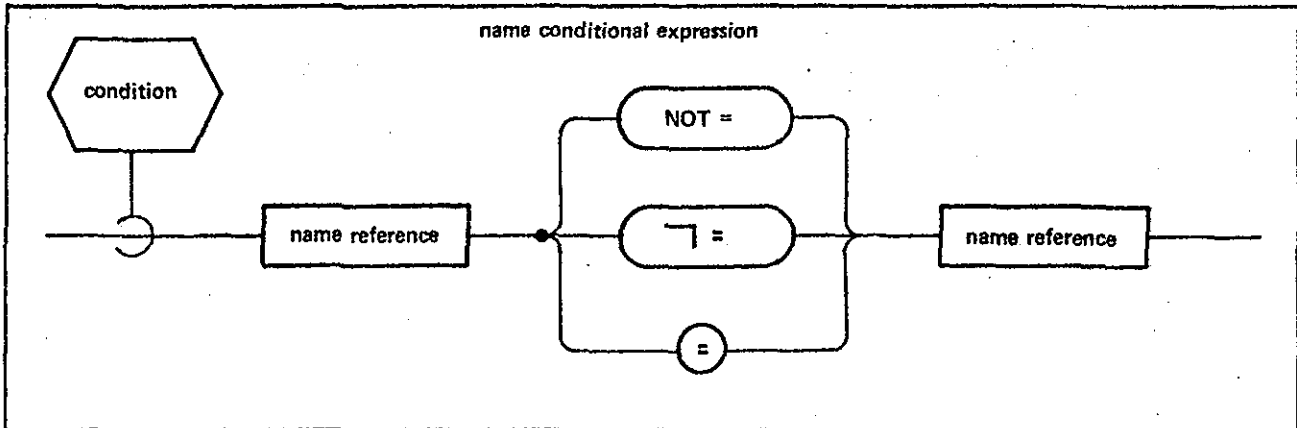 name conditional expression
condition
NOT =
name reference
¬ =
name reference
=